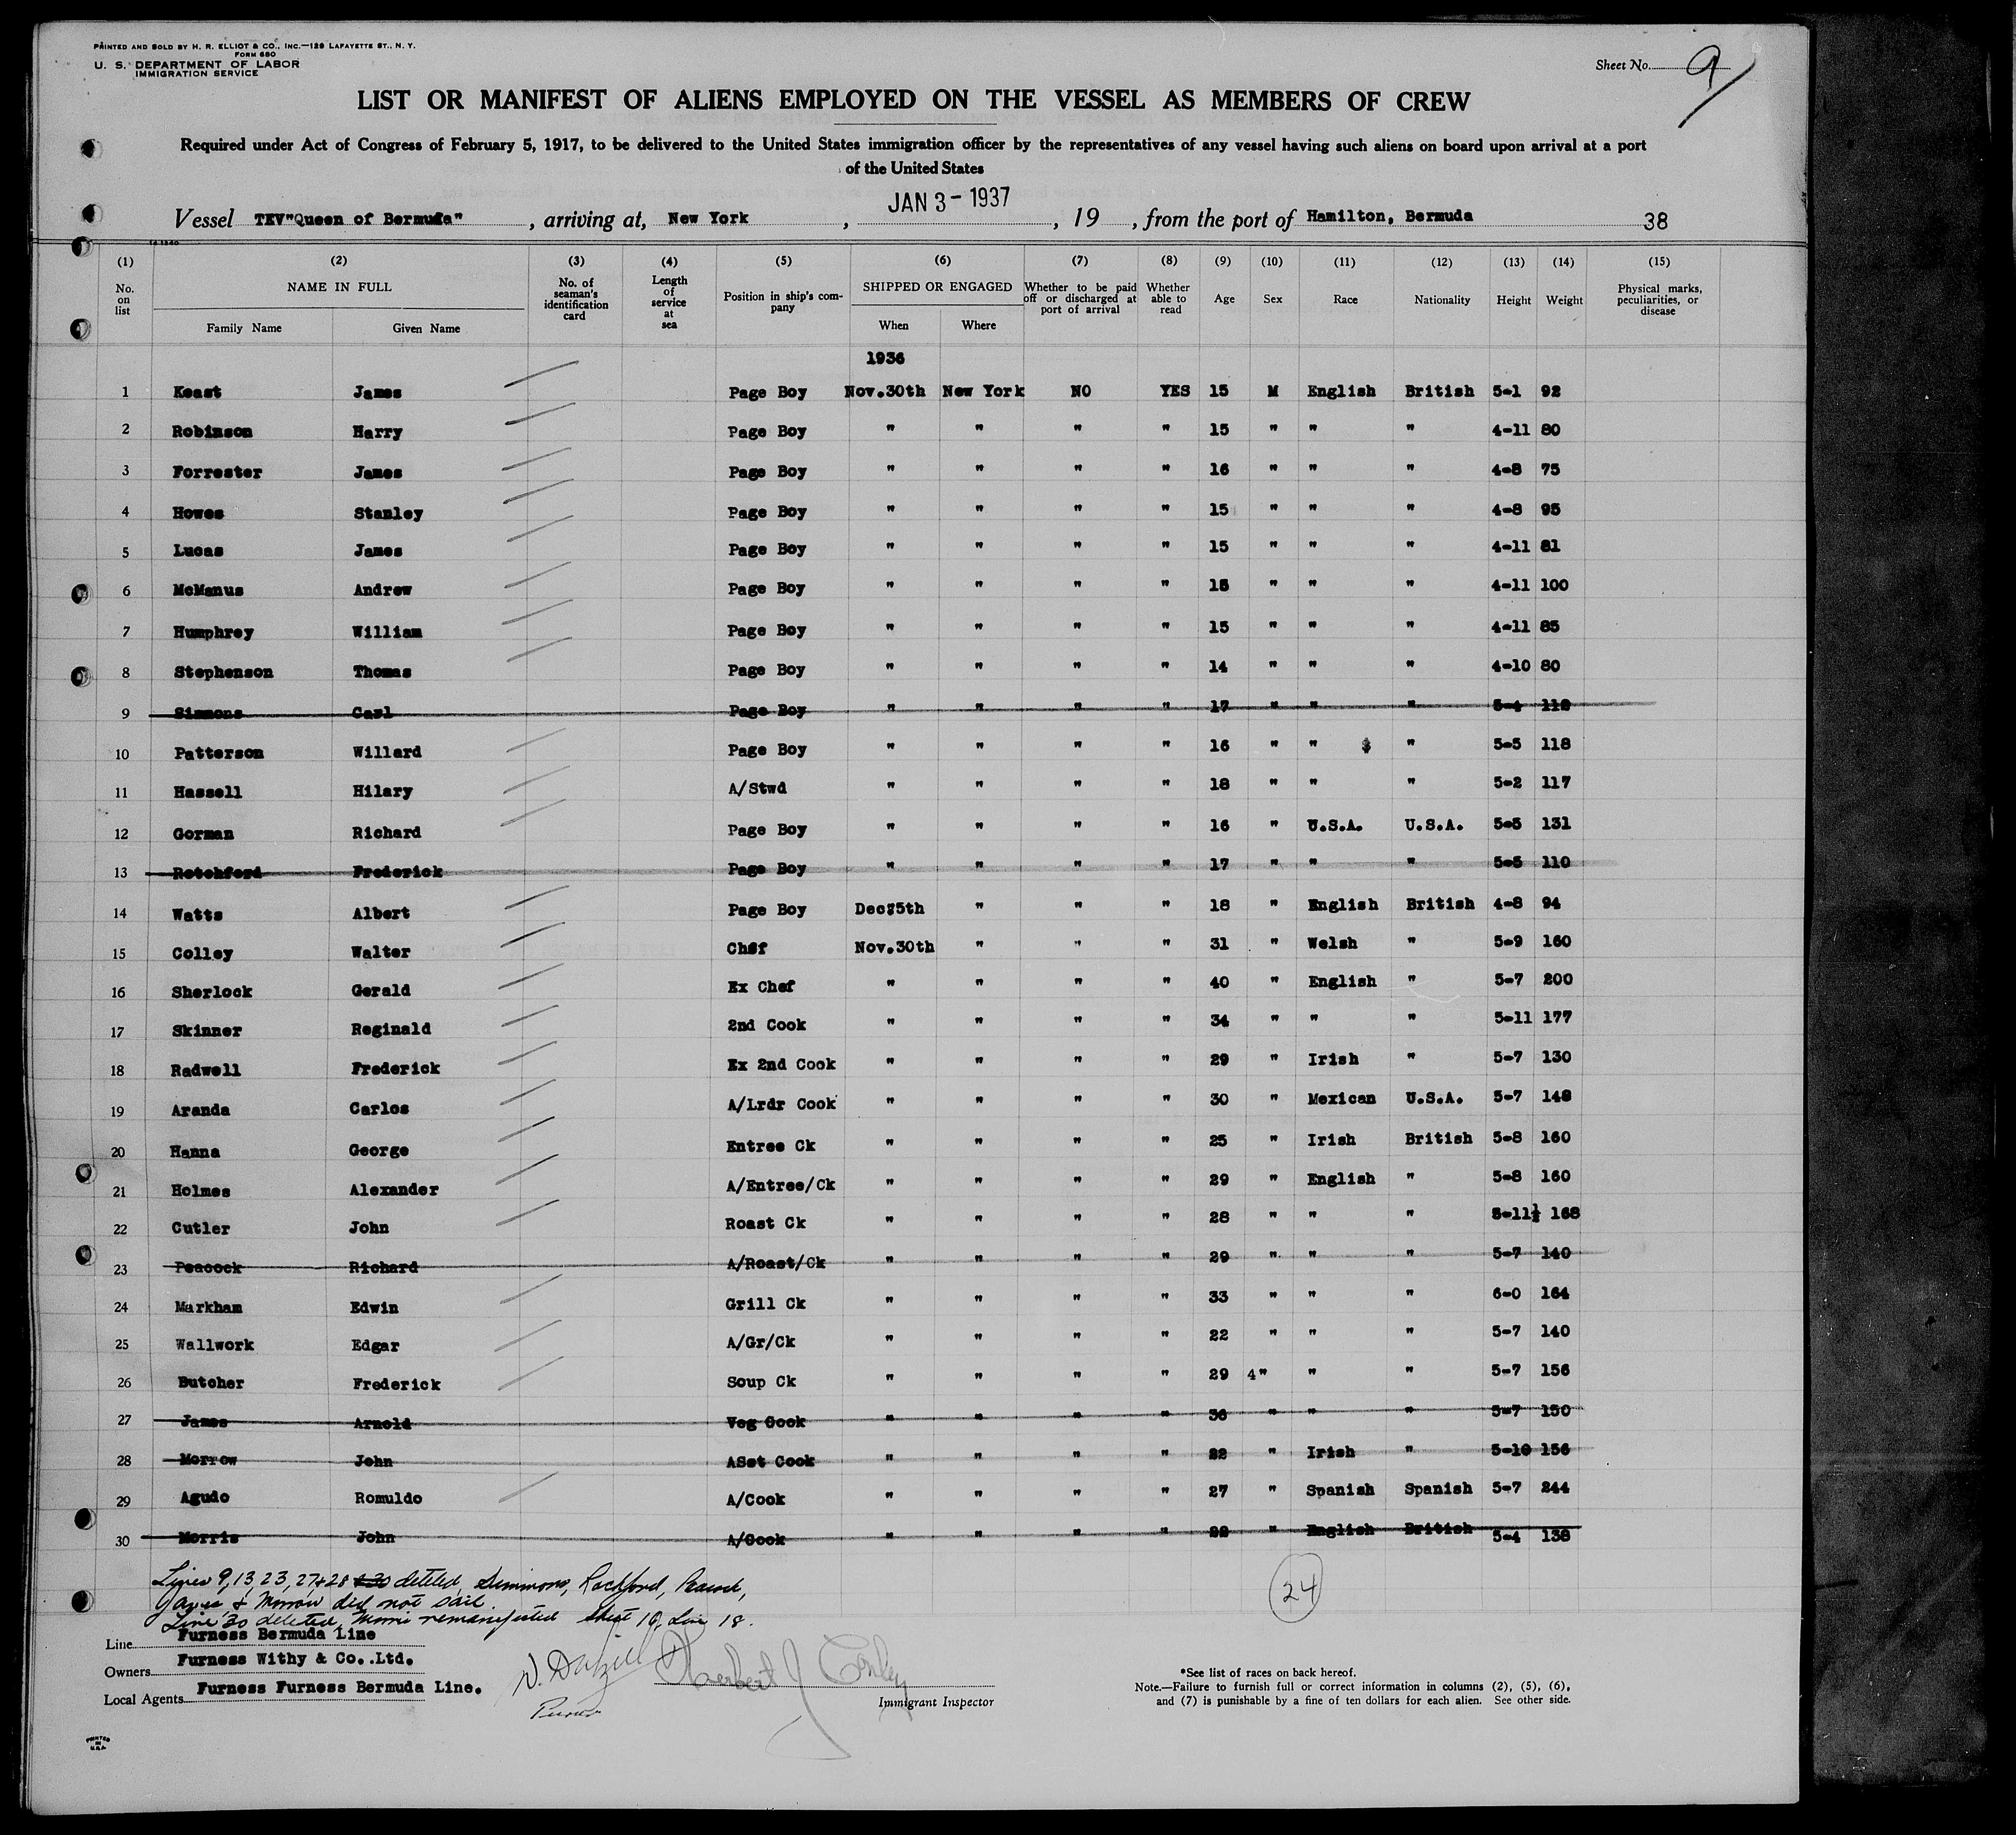 PRINTED AND SOLD BY H. R. ELLIOT & CO., INC.—129 LAFAYETTE ST., N. Y.
FORM 680
U. S. DEPARTMENT OF LABOR
IMMIGRATION SERVICE
Sheet No. 9
LIST OR MANIFEST OF ALIENS EMPLOYED ON THE VESSEL AS MEMBERS OF CREW
Required under Act of Congress of February 5, 1917, to be delivered to the United States immigration officer by the representatives of any vessel having such aliens on board upon arrival at a port
of the United States
Vessel TEV"Queen of Bermuda", arriving at, New York, JAN 3 - 1937, 19 , from the port of Hamilton, Bermuda 38
14 1240
(1) (2) (3) (4) (5) (6) (7) (8) (9) (10) (11) (12) (13) (14) (15)
No. on list NAME IN FULL Family Name Given Name No. of seaman's identification card Length of service at sea Position in ship's company SHIPPED OR ENGAGED When Where Whether to be paid off or discharged at port of arrival Whether able to read Age Sex Race Nationality Height Weight Physical marks, peculiarities, or disease
1936
1 Keast James Page Boy Nov.30th New York NO YES 15 M English British 5-1 92
2 Robinson Harry Page Boy " " " " 15 " " " 4-11 80
3 Forrester James Page Boy " " " " 16 " " " 4-8 75
4 Howes Stanley Page Boy " " " " 15 " " " 4-8 95
5 Lucas James Page Boy " " " " 15 " " " 4-11 81
6 McManus Andrew Page Boy " " " " 15 " " " 4-11 100
7 Humphrey William Page Boy " " " " 15 " " " 4-11 85
8 Stephenson Thomas Page Boy " " " " 14 " " " 4-10 80
9 Simmons Carl Page Boy " " " " 17 " " " 5-4 112
10 Patterson Willard Page Boy " " " " 16 " " " 5-5 118
11 Hassell Hilary A/Stwd " " " " 18 " " " 5-2 117
12 Gorman Richard Page Boy " " " " 16 " U.S.A. U.S.A. 5-5 131
13 Rotchford Frederick Page Boy " " " " 17 " " " 5-5 110
14 Watts Albert Page Boy Dec 5th " " " 18 " English British 4-8 94
15 Colley Walter Chef Nov.30th " " " 31 " Welsh " 5-9 160
16 Sherlock Gerald Ex Chef " " " " 40 " English " 5-7 200
17 Skinner Reginald 2nd Cook " " " " 34 " " " 5-11 177
18 Radwell Frederick Ex 2nd Cook " " " " 29 " Irish " 5-7 130
19 Aranda Carlos A/Lrdr Cook " " " " 30 " Mexican U.S.A. 5-7 148
20 Hanna George Entree Ck " " " " 25 " Irish British 5-8 160
21 Holmes Alexander A/Entree/Ck " " " " 29 " English " 5-8 160
22 Cutler John Roast Ck " " " " 28 " " " 5-11½ 168
23 Peacock Richard A/Roast/Ck " " " " 29 " " " 5-7 140
24 Markham Edwin Grill Ck " " " " 33 " " " 6-0 164
25 Wallwork Edgar A/Gr/Ck " " " " 22 " " " 5-7 140
26 Butcher Frederick Soup Ck " " " " 29 4" " " 5-7 156
27 James Arnold Veg Cook " " " " 36 " " " 5-7 150
28 Morrow John ASst Cook " " " " 22 " Irish " 5-10 156
29 Agudo Romuldo A/Cook " " " " 27 " Spanish Spanish 5-7 244
30 Morris John A/Cook " " " " 22 " English British 5-4 138
Lines 9, 13, 23, 27 + 28 & 30 deleted, Simmons, Rochford, Peacock,
James & Morrow did not sail.
Line 30 deleted, Morris remanifested sheet 10, Line 18.
24
Line Furness Bermuda Line
Owners Furness Withy & Co..Ltd.
Local Agents Furness Furness Bermuda Line.
Purser
Herbert J
Immigrant Inspector
*See list of races on back hereof.
Note.—Failure to furnish full or correct information in columns (2), (5), (6),
and (7) is punishable by a fine of ten dollars for each alien. See other side.
PRINTED
IN
U.S.A.